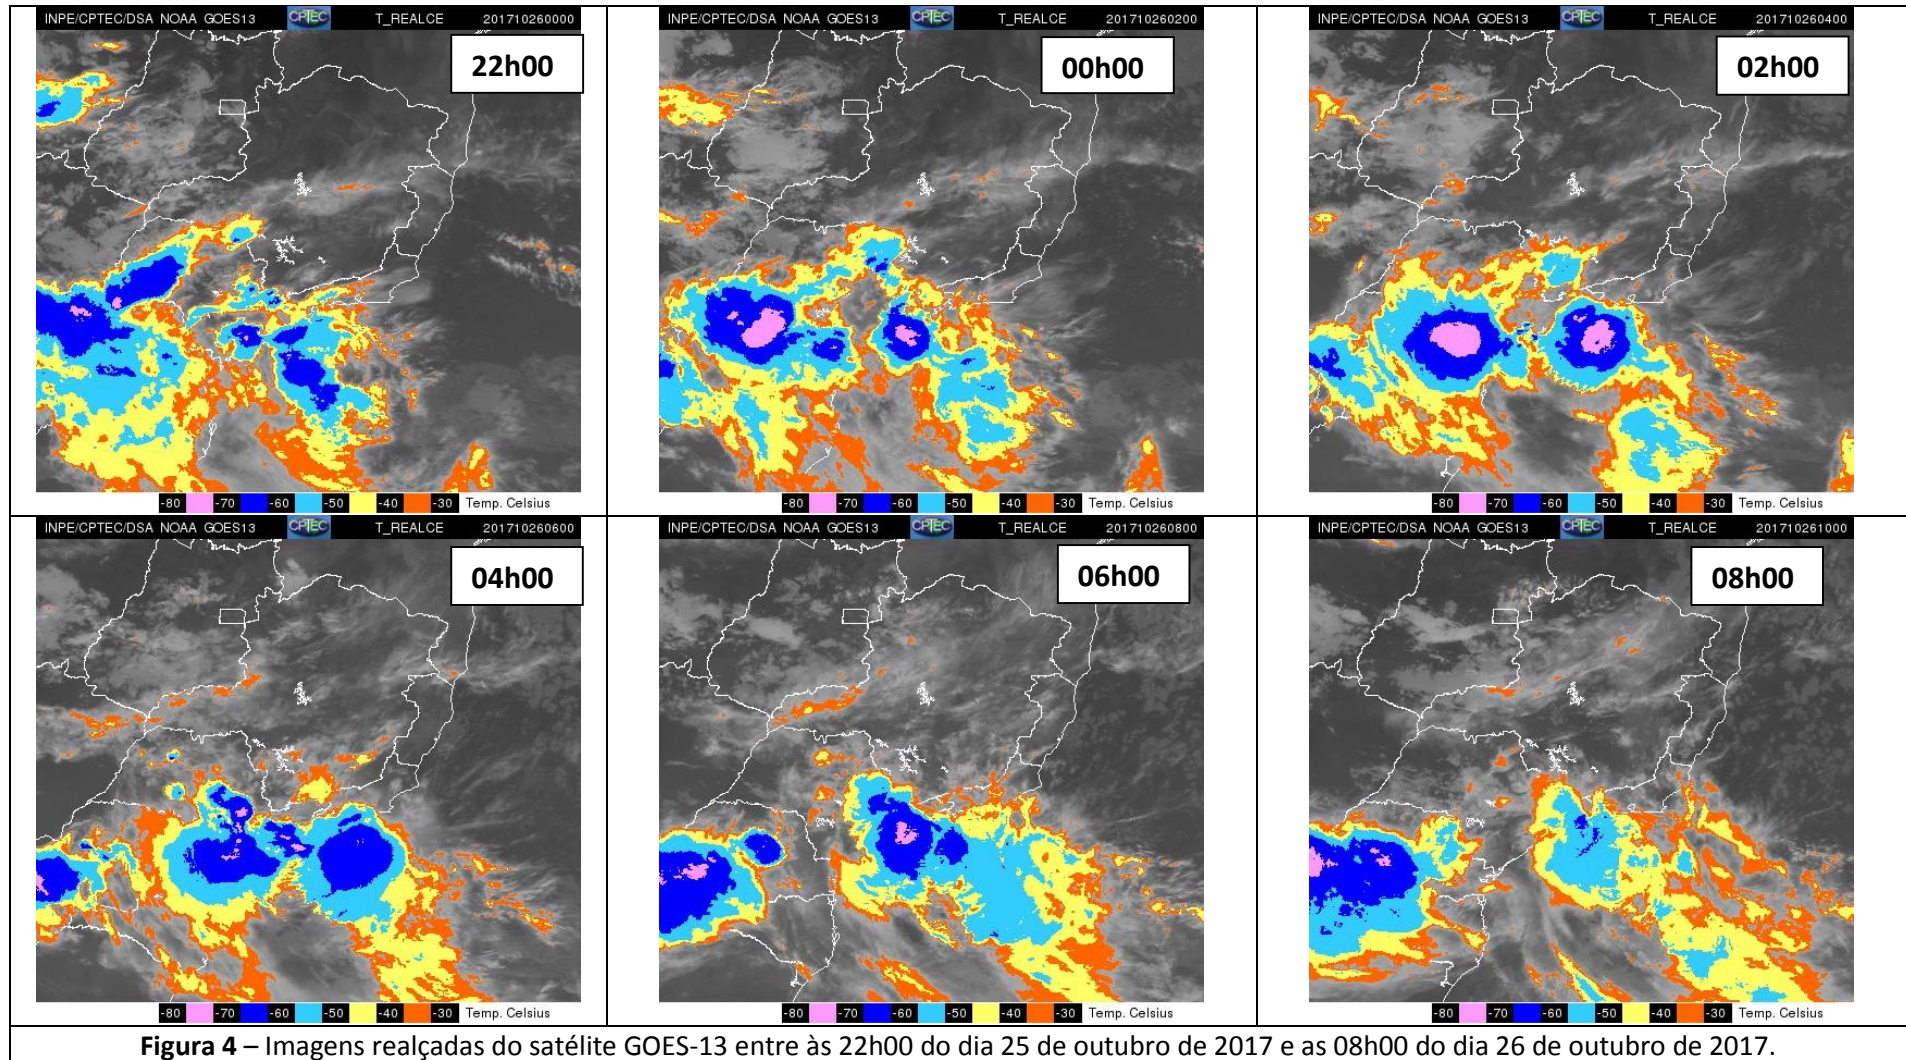 INPE/CPTEC/DSA NOAA GOES13 CPTEC T_REALCE 201710260000
22h00
-80 -70 -60 -50 -40 -30 Temp. Celsius
INPE/CPTEC/DSA NOAA GOES13 CPTEC T_REALCE 201710260200
00h00
-80 -70 -60 -50 -40 -30 Temp. Celsius
INPE/CPTEC/DSA NOAA GOES13 CPTEC T_REALCE 201710260400
02h00
-80 -70 -60 -50 -40 -30 Temp. Celsius
INPE/CPTEC/DSA NOAA GOES13 CPTEC T_REALCE 201710260600
04h00
-80 -70 -60 -50 -40 -30 Temp. Celsius
INPE/CPTEC/DSA NOAA GOES13 CPTEC T_REALCE 201710260800
06h00
-80 -70 -60 -50 -40 -30 Temp. Celsius
INPE/CPTEC/DSA NOAA GOES13 CPTEC T_REALCE 201710261000
08h00
-80 -70 -60 -50 -40 -30 Temp. Celsius
Figura 4 – Imagens realçadas do satélite GOES-13 entre às 22h00 do dia 25 de outubro de 2017 e as 08h00 do dia 26 de outubro de 2017.